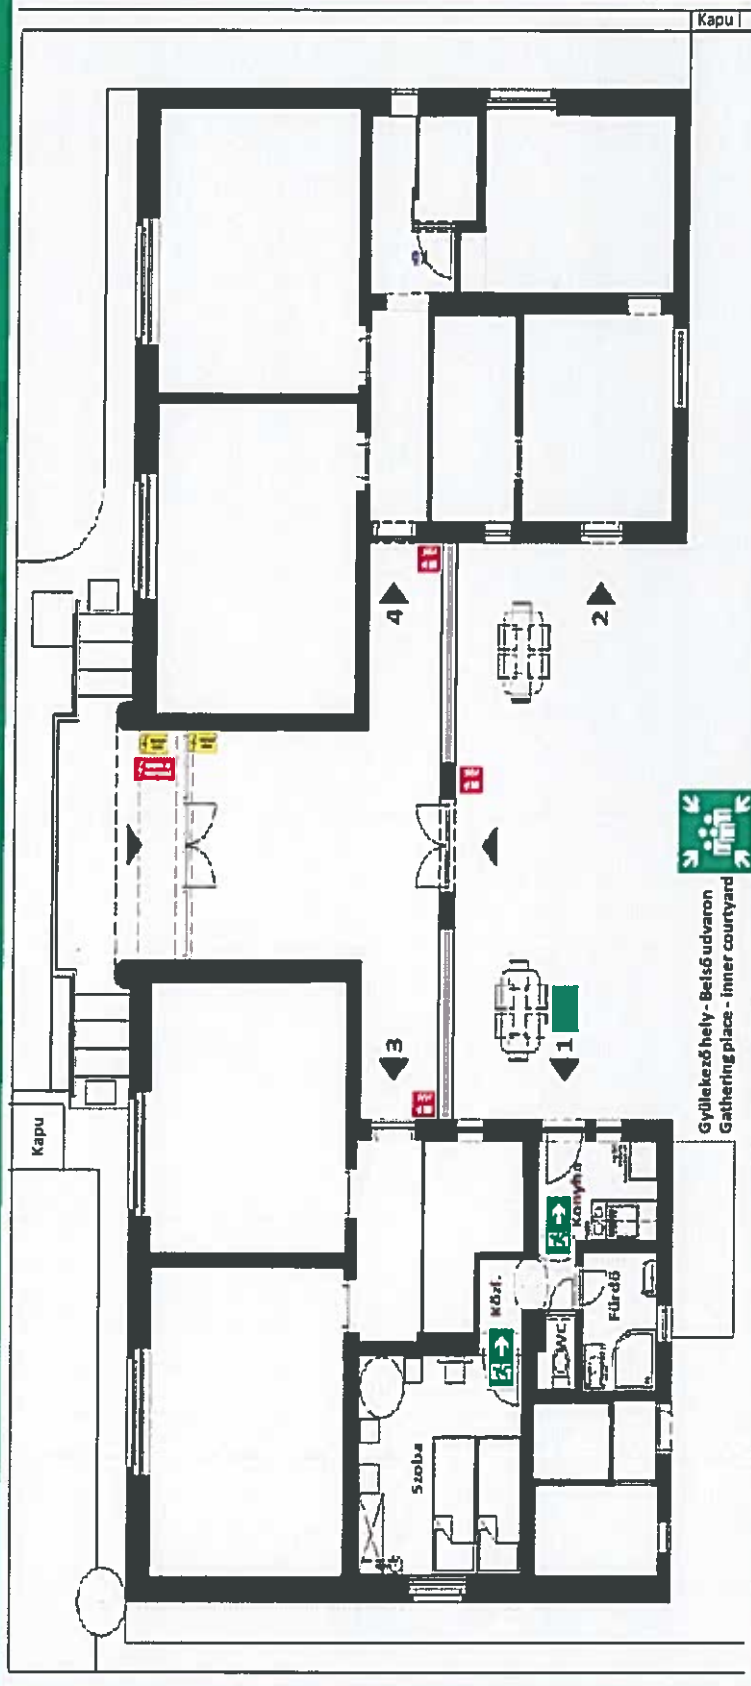 Kapu
4
2
3
1
Gyülekező hely - Belső udvaron
Gathering place - inner courtyard
Kapu
Konyha
Közl.
Fürdő
WC
Szoba